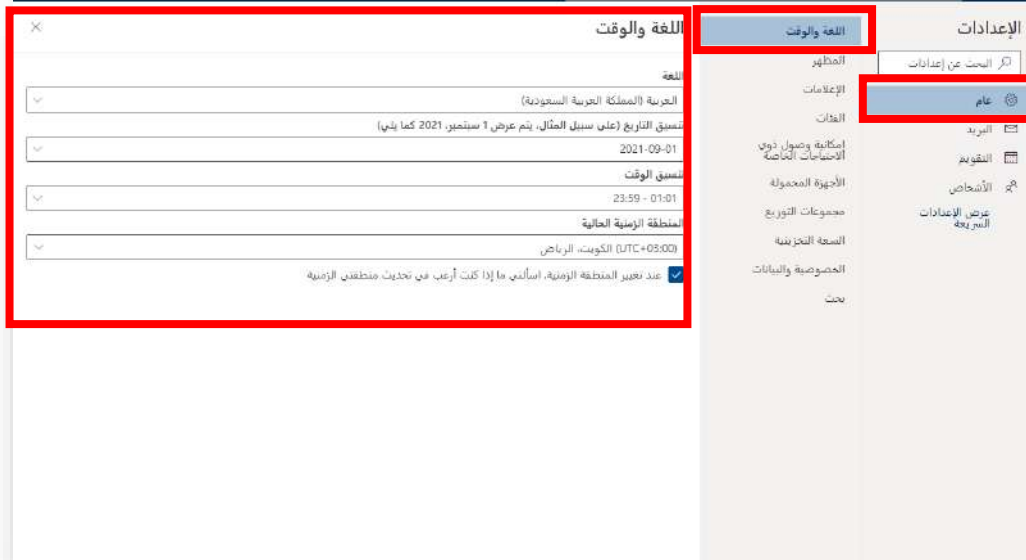 الإعدادات
البحث عن إعدادات
عام
البريد
التقويم
الأشخاص
عرض الإعدادات
السريعة
اللغة والوقت
المظهر
الإعلامات
الفئات
إمكانية وصول ذوي
الاحتياجات الخاصة
الأجهزة المحمولة
مجموعات التوزيع
السعة التخزينية
الخصوصية والبيانات
بحث
اللغة والوقت
اللغة
العربية (المملكة العربية السعودية)
تنسيق التاريخ (على سبيل المثال، يتم عرض 1 سبتمبر، 2021 كما يلي)
2021-09-01
تنسيق الوقت
23:59 - 01:01
المنطقة الزمنية الحالية
(UTC+03:00) الكويت، الرياض
عند تغيير المنطقة الزمنية، اسألني ما إذا كنت أرغب في تحديث منطقتي الزمنية